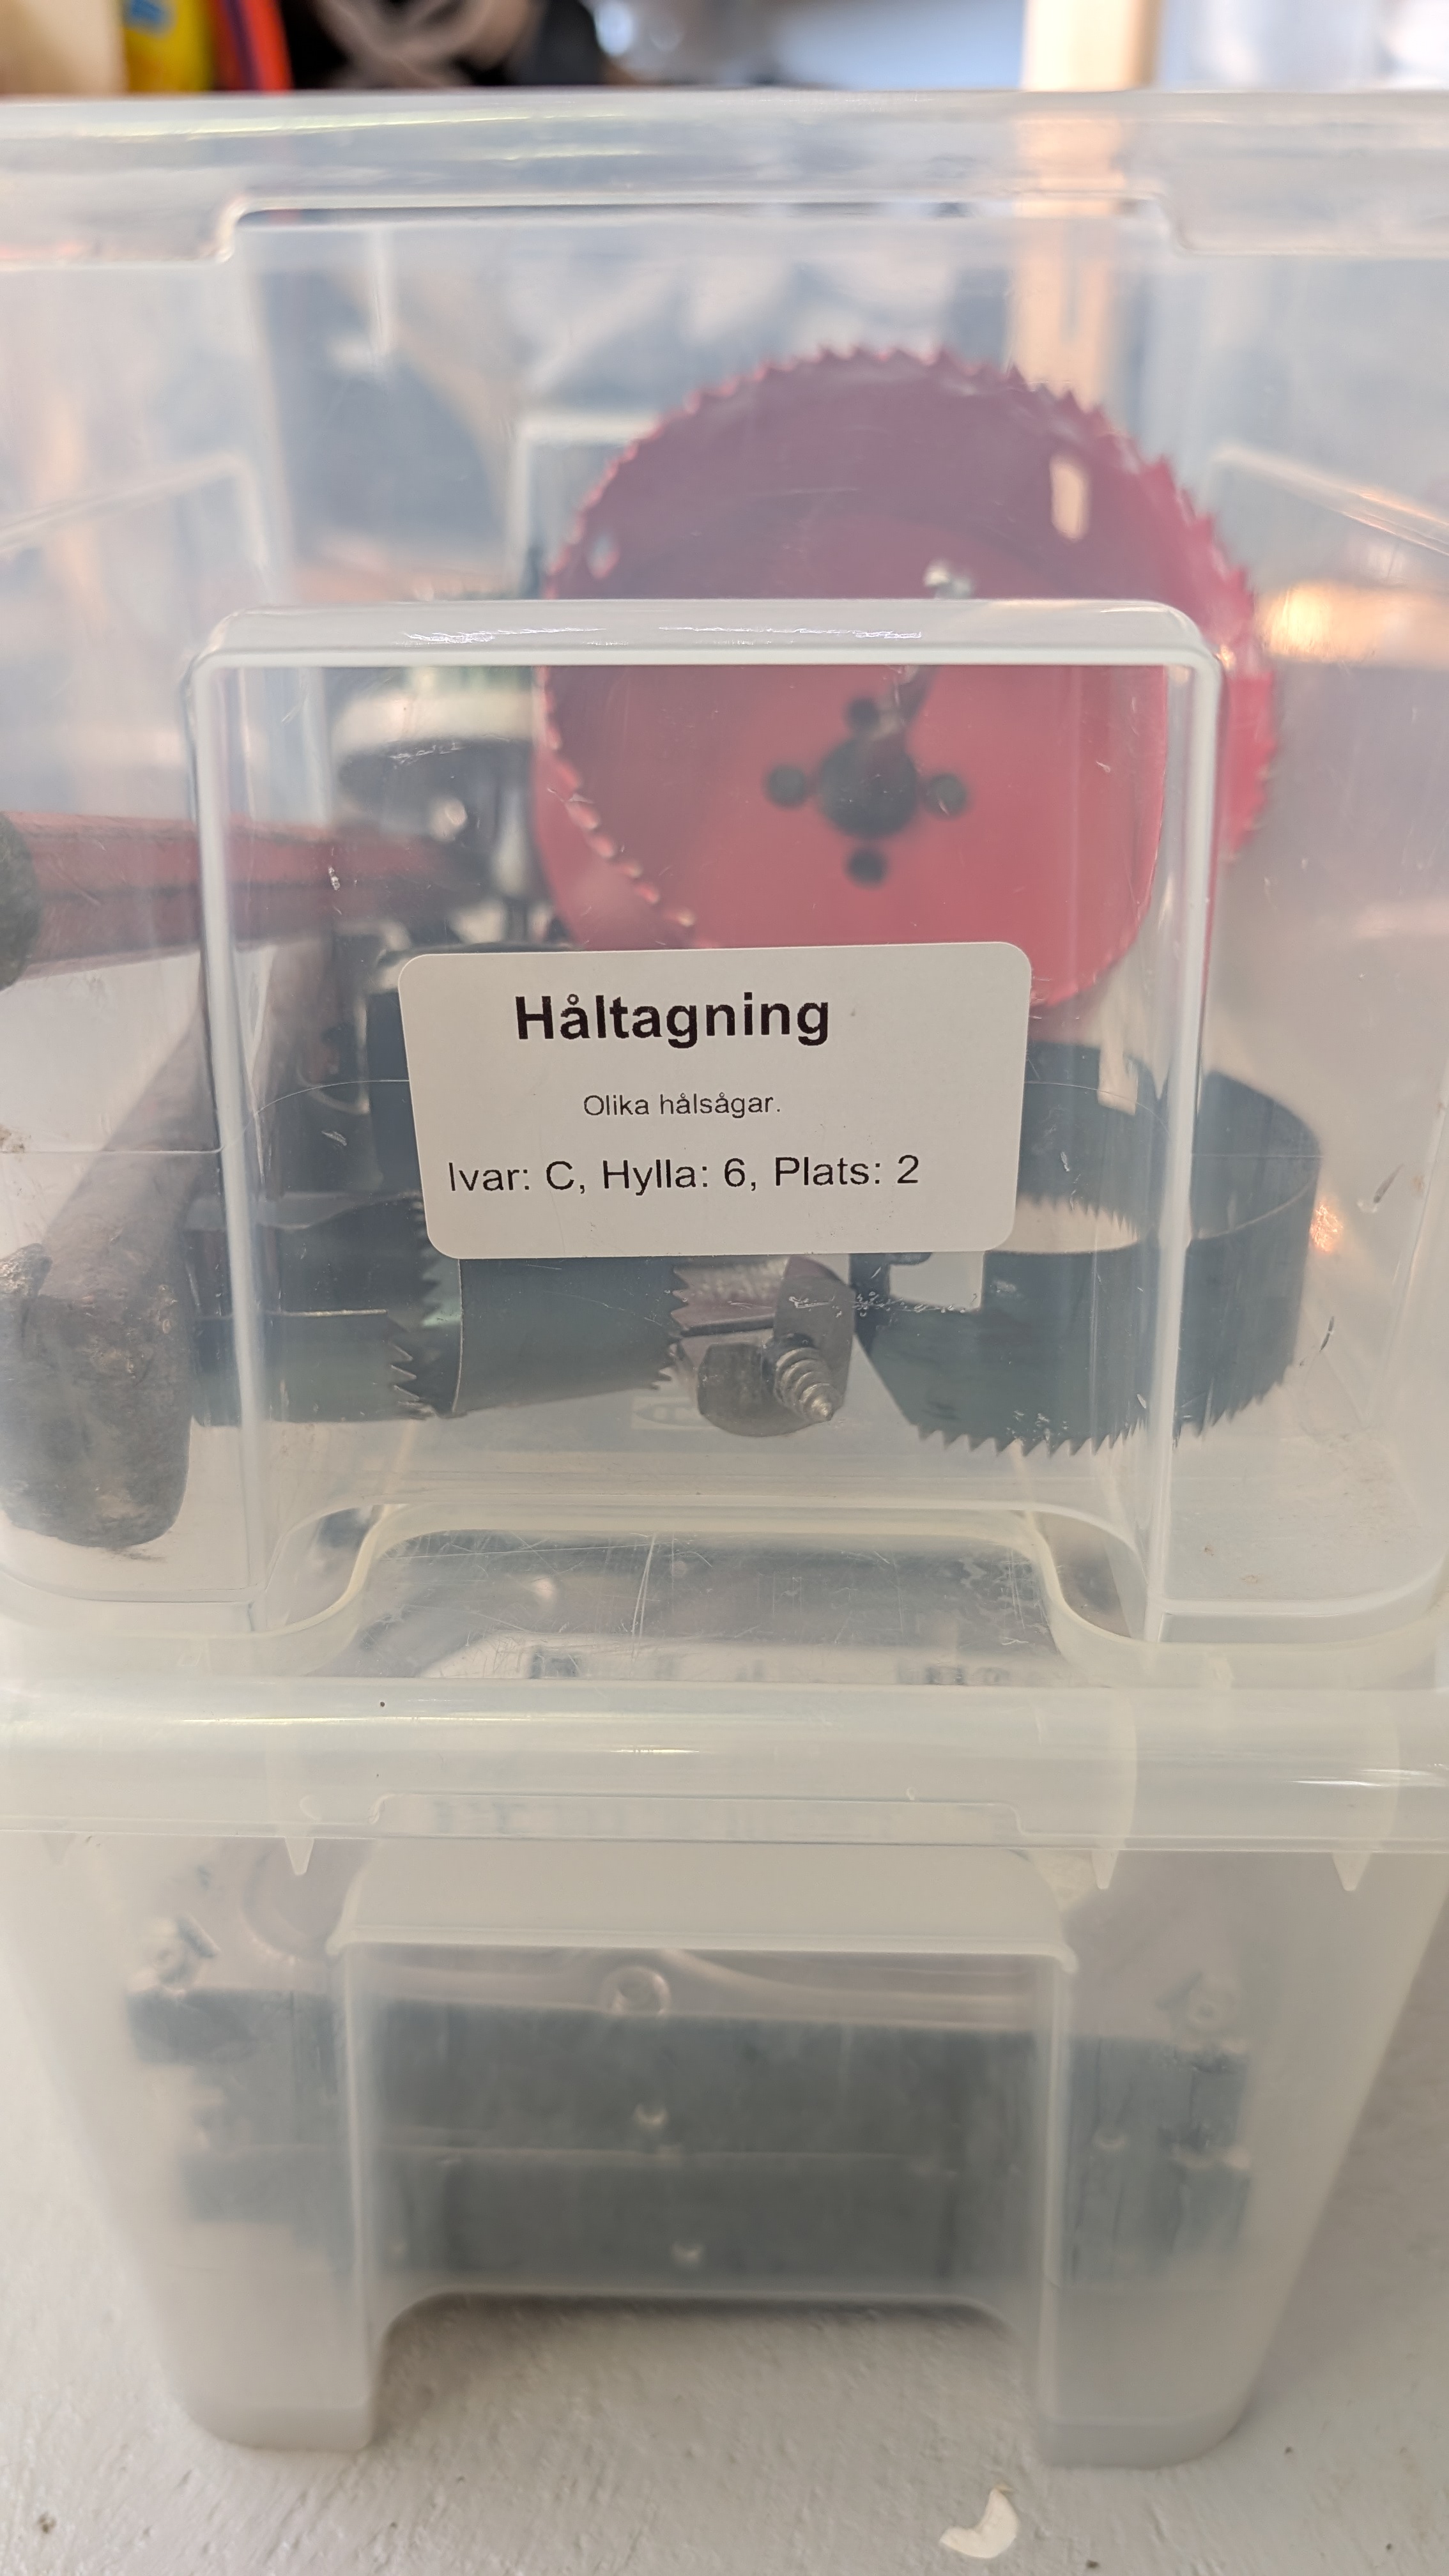 Håltagning
Olika hålsågar.
Ivar: C, Hylla: 6, Plats: 2